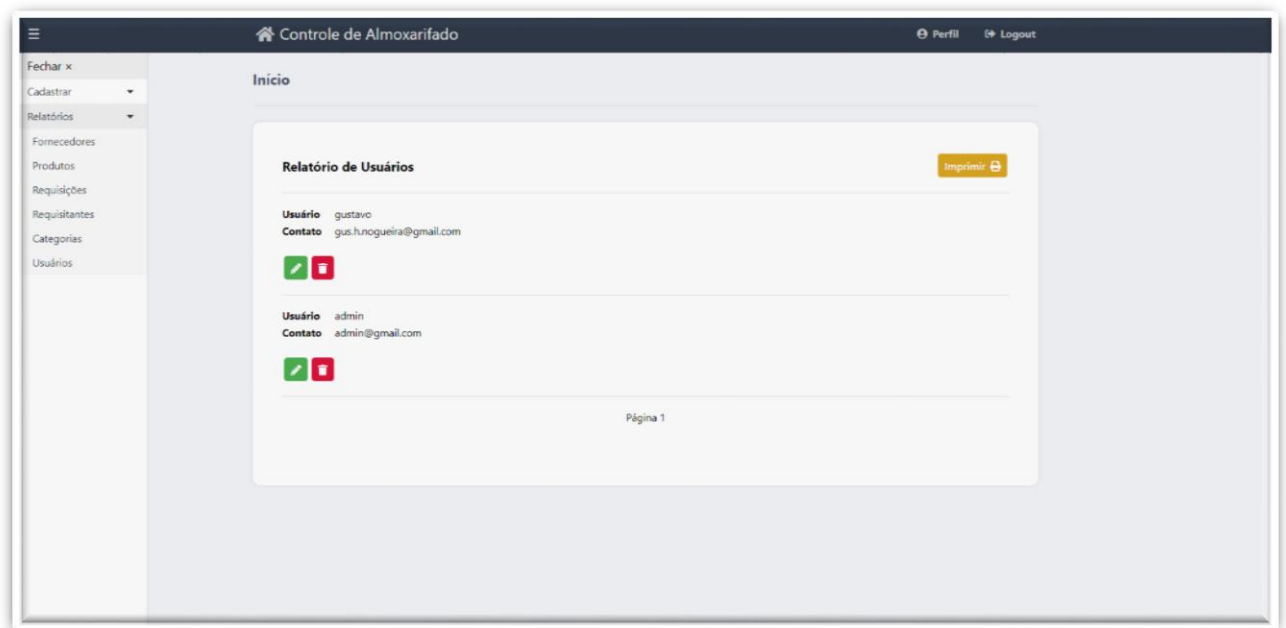 Controle de Almoxarifado
Perfil
Logout
Fechar ×
Cadastrar
Relatórios
Fornecedores
Produtos
Requisições
Requisitantes
Categorias
Usuários
Início
Relatório de Usuários
Imprimir
Usuário gustavo
Contato gus.h.nogueira@gmail.com
Usuário admin
Contato admin@gmail.com
Página 1